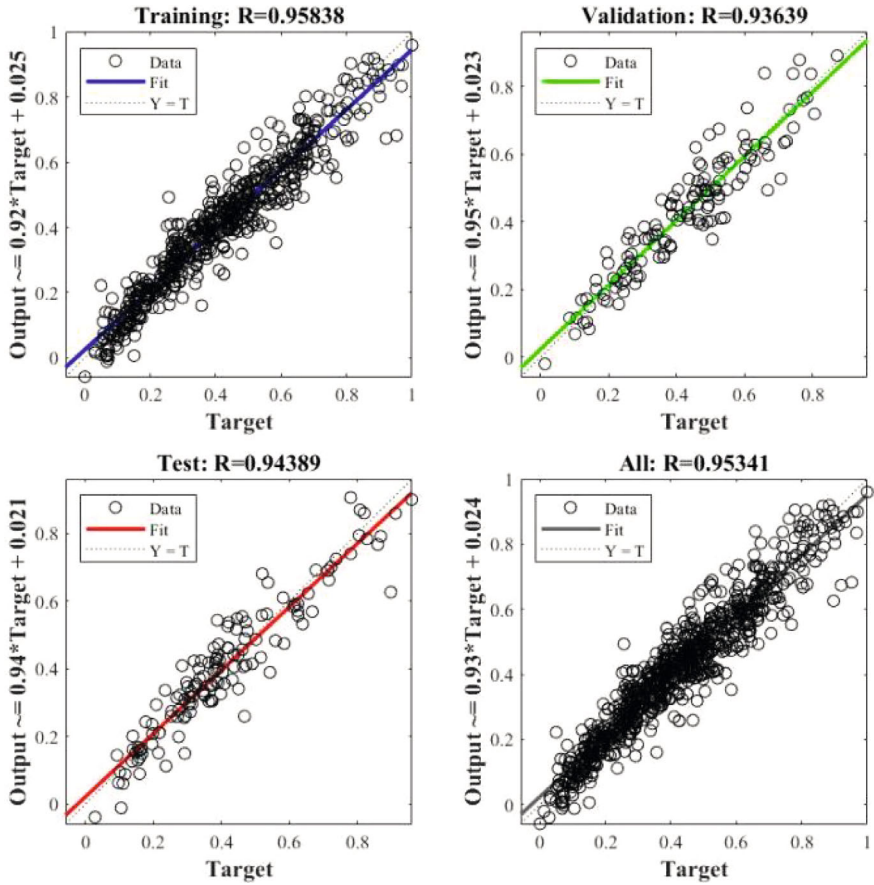 Training: R=0.95838
Output ~= 0.92*Target + 0.025
1
0.8
0.6
0.4
0.2
0
Data
Fit
Y = T
0 0.2 0.4 0.6 0.8 1
Target
Validation: R=0.93639
Output ~= 0.95*Target + 0.023
0.8
0.6
0.4
0.2
0
Data
Fit
Y = T
0 0.2 0.4 0.6 0.8
Target
Test: R=0.94389
Output ~= 0.94*Target + 0.021
0.8
0.6
0.4
0.2
0
Data
Fit
Y = T
0 0.2 0.4 0.6 0.8
Target
All: R=0.95341
Output ~= 0.93*Target + 0.024
1
0.8
0.6
0.4
0.2
0
Data
Fit
Y = T
0 0.2 0.4 0.6 0.8 1
Target